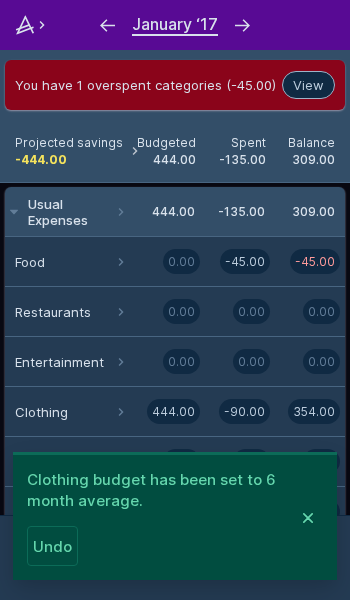 January ‘17
You have 1 overspent categories (-45.00) View
Projected savings Budgeted Spent Balance
-444.00 444.00 -135.00 309.00
Usual Expenses 444.00 -135.00 309.00
Food 0.00 -45.00 -45.00
Restaurants 0.00 0.00 0.00
Entertainment 0.00 0.00 0.00
Clothing 444.00 -90.00 354.00
Clothing budget has been set to 6
month average.
Undo